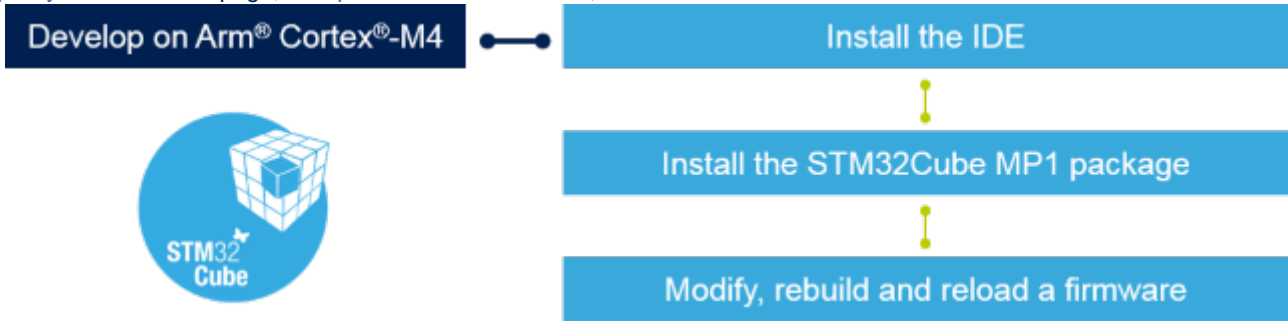 Develop on Arm® Cortex®-M4
Install the IDE
Install the STM32Cube MP1 package
STM32
Cube
Modify, rebuild and reload a firmware